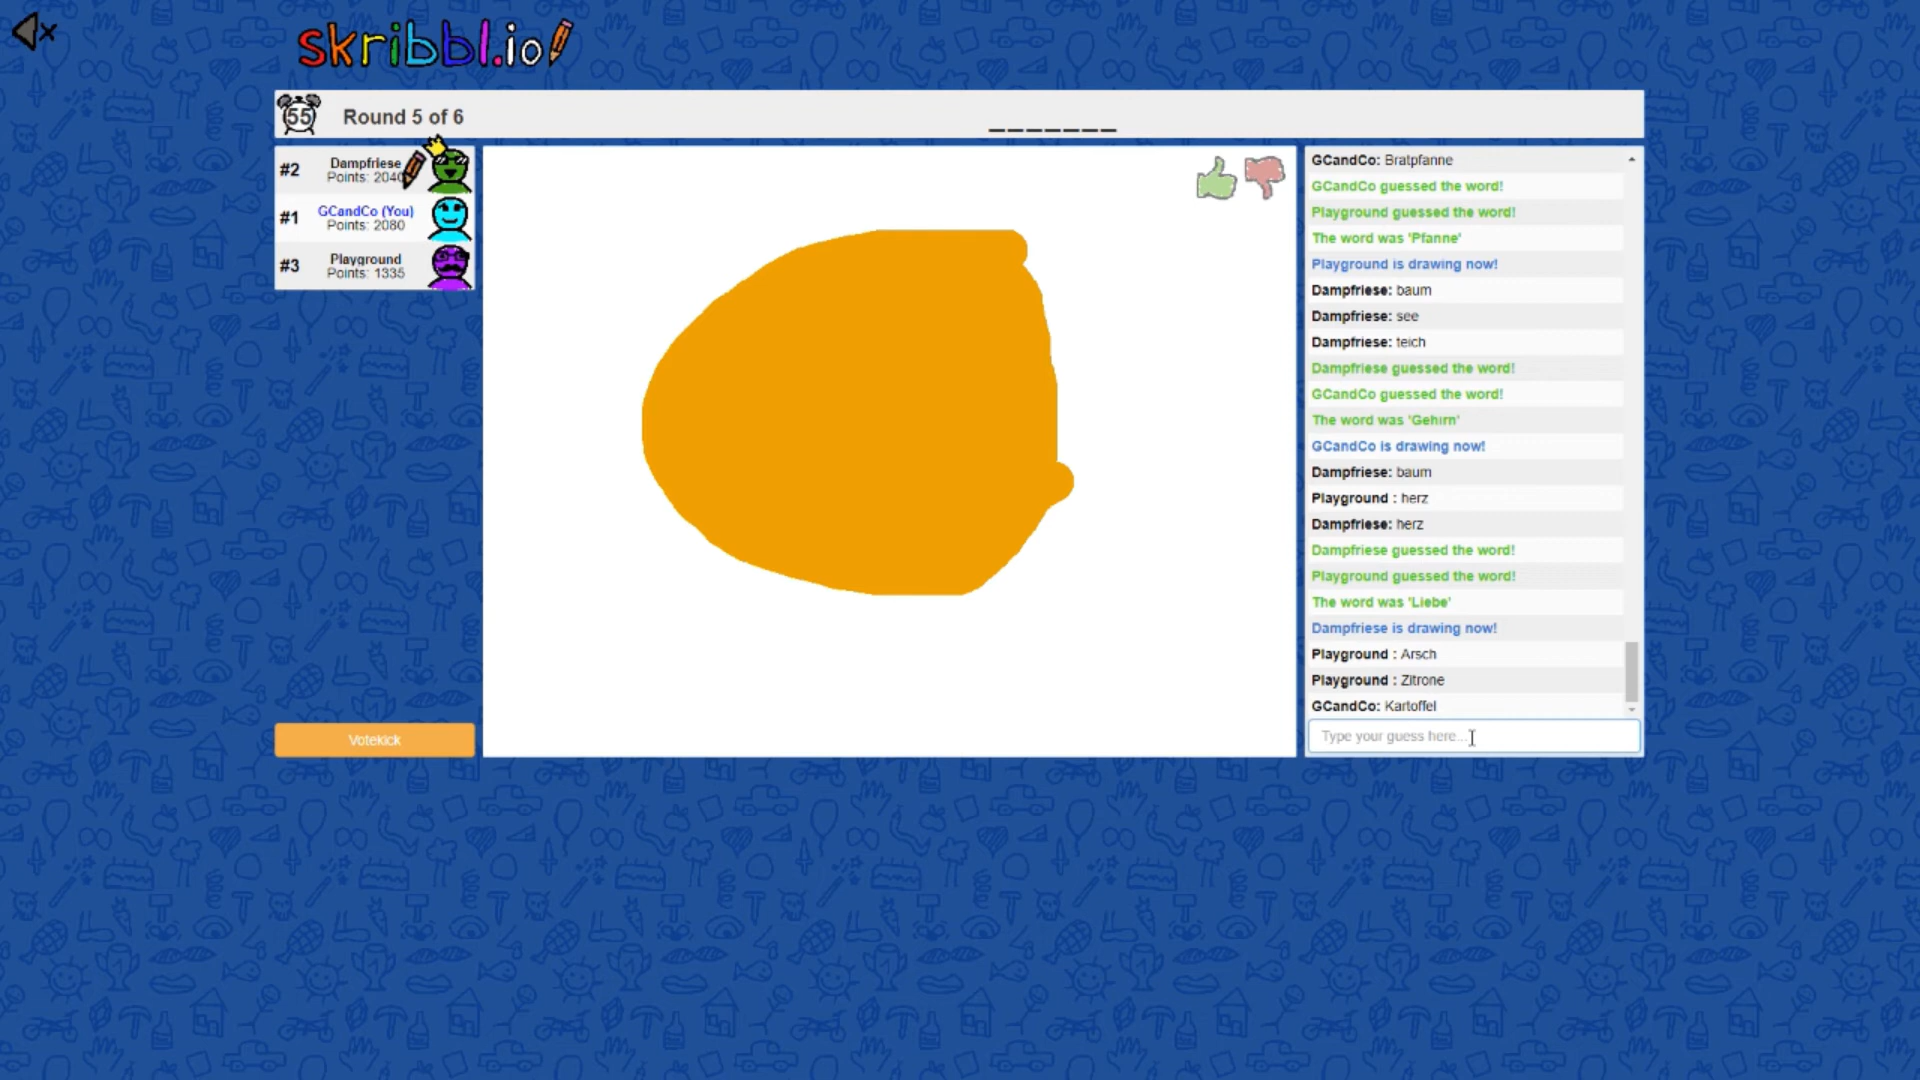 skribbl.io
55
Round 5 of 6
_______
#2
Dampfriese
Points: 2040
#1
GCandCo (You)
Points: 2080
#3
Playground
Points: 1335
Votekick
GCandCo: Bratpfanne
GCandCo guessed the word!
Playground guessed the word!
The word was 'Pfanne'
Playground is drawing now!
Dampfriese: baum
Dampfriese: see
Dampfriese: teich
Dampfriese guessed the word!
GCandCo guessed the word!
The word was 'Gehirn'
GCandCo is drawing now!
Dampfriese: baum
Playground : herz
Dampfriese: herz
Dampfriese guessed the word!
Playground guessed the word!
The word was 'Liebe'
Dampfriese is drawing now!
Playground : Arsch
Playground : Zitrone
GCandCo: Kartoffel
Type your guess here...